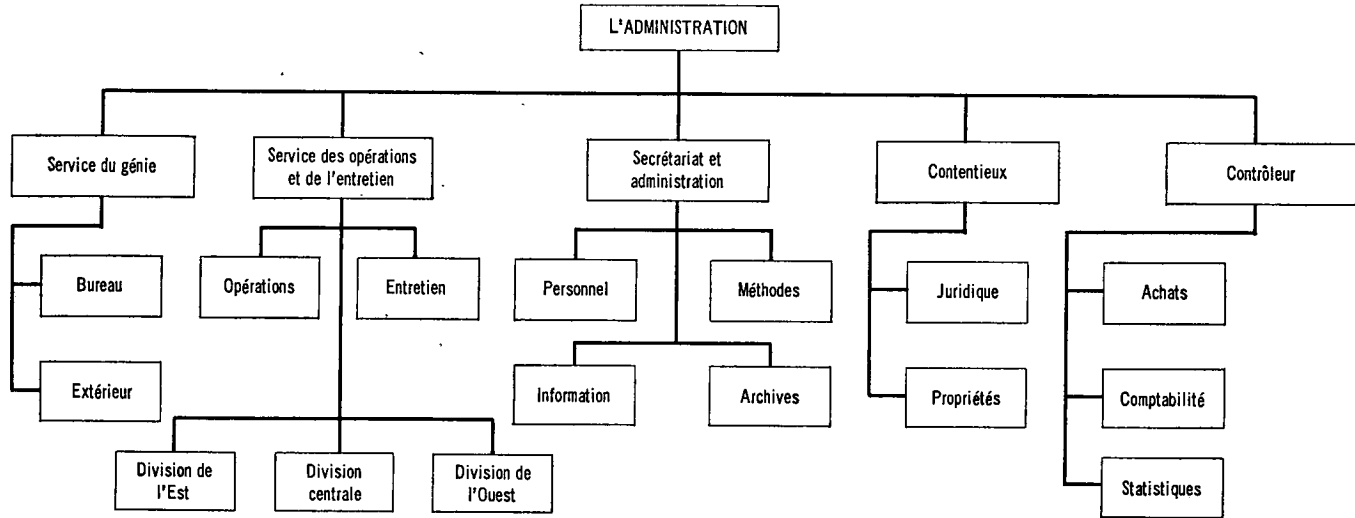 L'ADMINISTRATION
Service du génie
Service des opérations
et de l'entretien
Secrétariat et
administration
Contentieux
Contrôleur
Bureau
Opérations
Entretien
Personnel
Méthodes
Juridique
Achats
Extérieur
Information
Archives
Propriétés
Comptabilité
Division de
l'Est
Division
centrale
Division de
l'Ouest
Statistiques